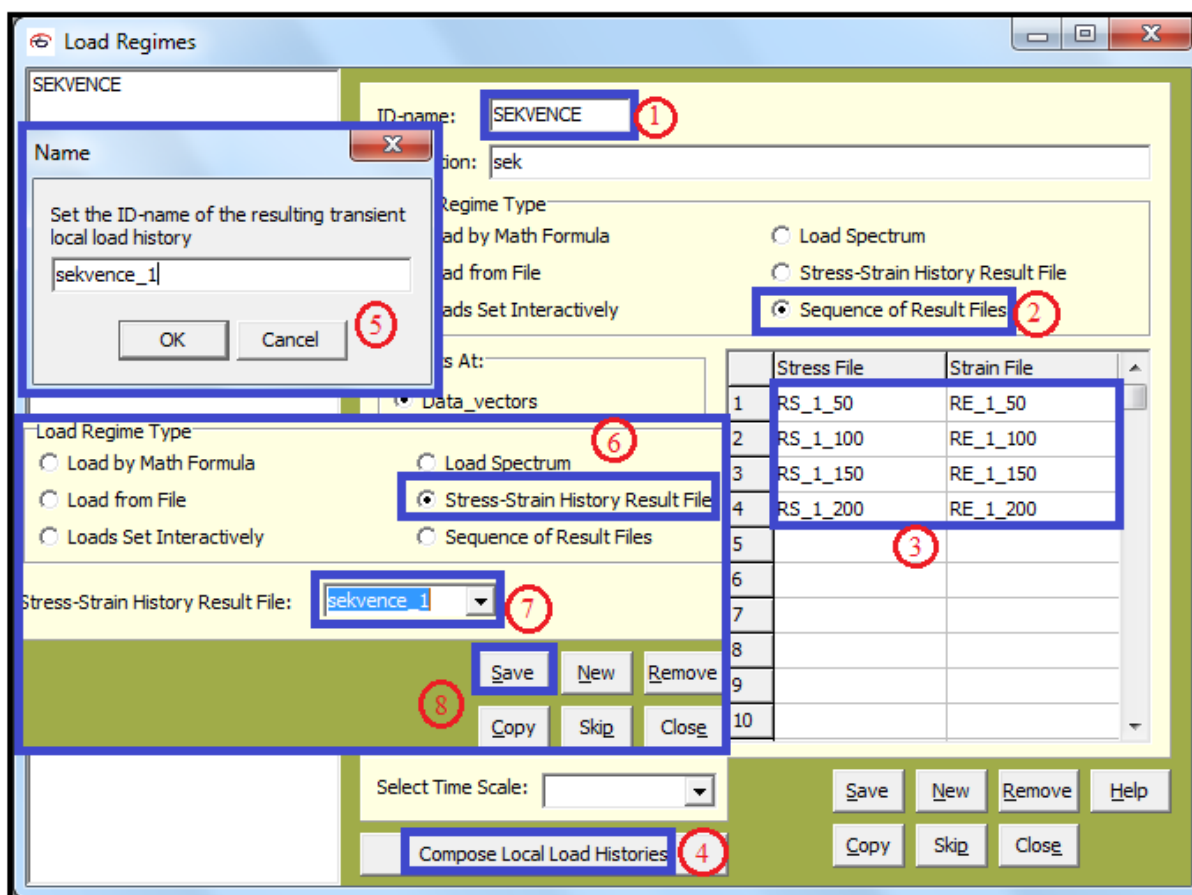 Load Regimes
SEKVENCE
ID-name: SEKVENCE 1
tion: sek
Name
Set the ID-name of the resulting transient
local load history
sekvence_1
OK Cancel
5
Regime Type
ad by Math Formula
Load Spectrum
ad from File
Stress-Strain History Result File
ads Set Interactively
Sequence of Result Files 2
s At:
Data_vectors
Stress File Strain File
1 RS_1_50 RE_1_50
2 RS_1_100 RE_1_100
3 RS_1_150 RE_1_150
4 RS_1_200 RE_1_200
5
3
6
7
8
9
10
Load Regime Type
6
Load by Math Formula
Load Spectrum
Load from File
Stress-Strain History Result File
Loads Set Interactively
Sequence of Result Files
Stress-Strain History Result File: sekvence_1 7
Save New Remove
8
Copy Skip Close
Select Time Scale:
Compose Local Load Histories 4
Save New Remove Help
Copy Skip Close